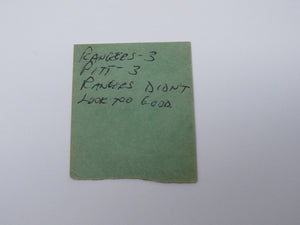 RANGERS-3
PITT-3
RANGERS DIDNT
LOOK TOO GOOD.